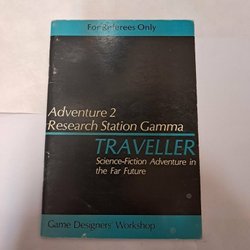 For Referees Only
Adventure 2
Research Station Gamma
TRAVELLER
Science-Fiction Adventure in
the Far Future
Game Designers' Workshop